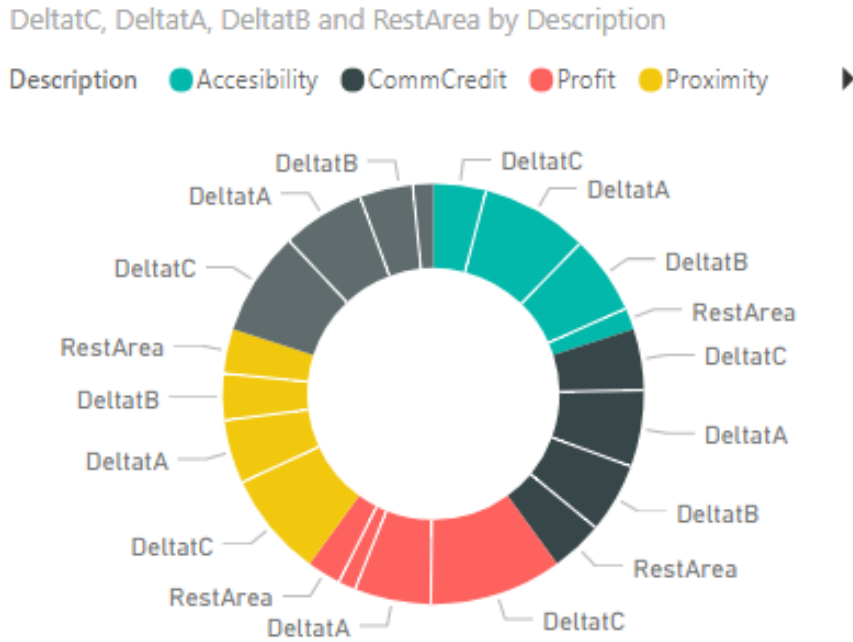 DeltatC, DeltatA, DeltatB and RestArea by Description
Description Accesibility CommCredit Profit Proximity
DeltatB
DeltatC
DeltatA
DeltatA
DeltatC
DeltatB
RestArea
RestArea
DeltatC
DeltatB
DeltatA
DeltatA
DeltatB
DeltatC
RestArea
RestArea
DeltatA
DeltatC